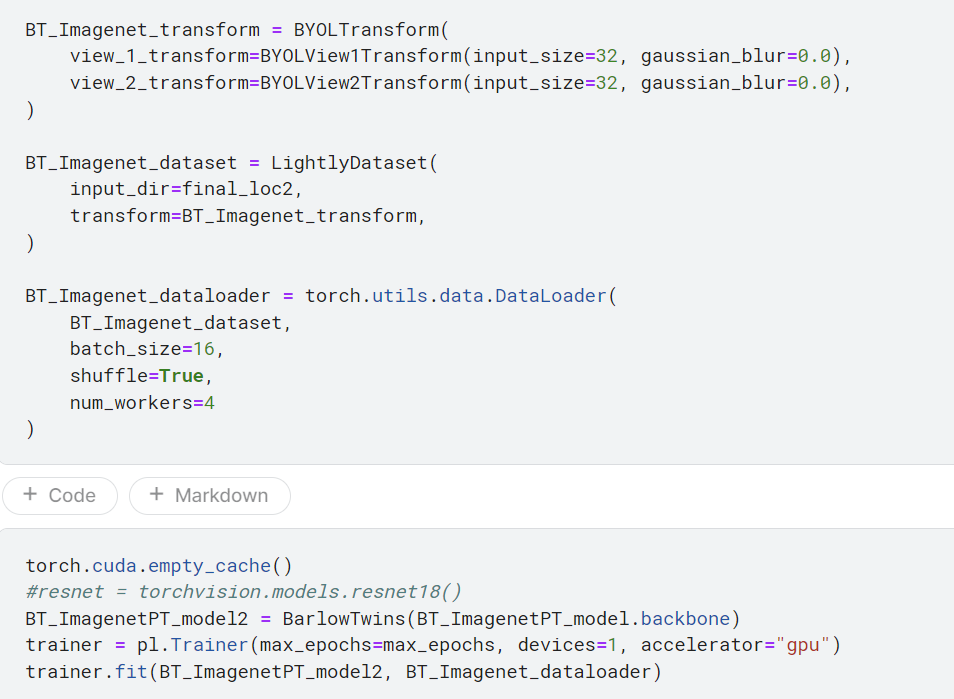 BT_Imagenet_transform = BYOLTransform(
    view_1_transform=BYOLView1Transform(input_size=32, gaussian_blur=0.0),
    view_2_transform=BYOLView2Transform(input_size=32, gaussian_blur=0.0),
)

BT_Imagenet_dataset = LightlyDataset(
    input_dir=final_loc2,
    transform=BT_Imagenet_transform,
)

BT_Imagenet_dataloader = torch.utils.data.DataLoader(
    BT_Imagenet_dataset,
    batch_size=16,
    shuffle=True,
    num_workers=4
)
+ Code + Markdown
torch.cuda.empty_cache()
#resnet = torchvision.models.resnet18()
BT_ImagenetPT_model2 = BarlowTwins(BT_ImagenetPT_model.backbone)
trainer = pl.Trainer(max_epochs=max_epochs, devices=1, accelerator="gpu")
trainer.fit(BT_ImagenetPT_model2, BT_Imagenet_dataloader)